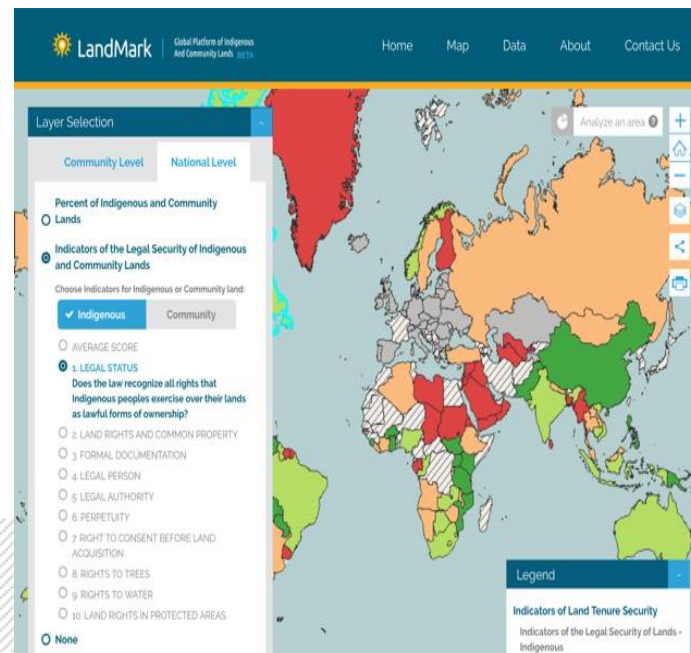 LandMark
Global Platform of Indigenous
And Community Lands BETA
Home Map Data About Contact Us
Layer Selection -
Analyze an area ?
Community Level National Level
Percent of Indigenous and Community
Lands
Indicators of the Legal Security of Indigenous
and Community Lands
Choose Indicators for Indigenous or Community land:
✔ Indigenous Community
AVERAGE SCORE
1. LEGAL STATUS
Does the law recognize all rights that
Indigenous peoples exercise over their lands
as lawful forms of ownership?
2. LAND RIGHTS AND COMMON PROPERTY
3. FORMAL DOCUMENTATION
4. LEGAL PERSON
5. LEGAL AUTHORITY
6. PERPETUITY
7. RIGHT TO CONSENT BEFORE LAND
ACQUISITION
8. RIGHTS TO TREES
9. RIGHTS TO WATER
10. LAND RIGHTS IN PROTECTED AREAS
None
Legend -
Indicators of Land Tenure Security
Indicators of the Legal Security of Lands -
Indigenous